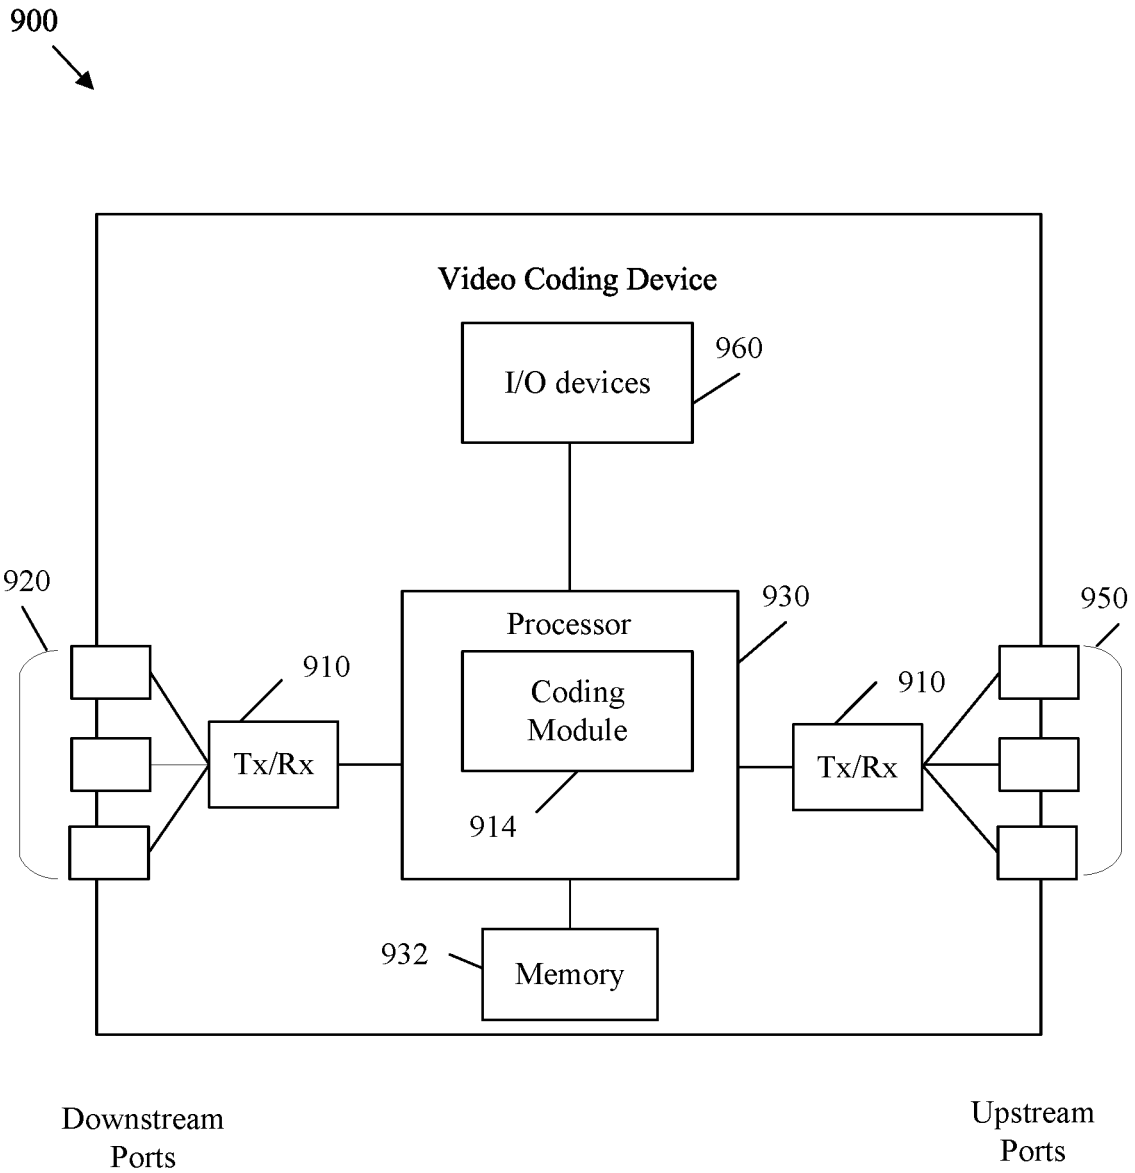 900
Video Coding Device
I/O devices
960
920
Processor
930
950
Coding
Module
910
910
Tx/Rx
Tx/Rx
914
932
Memory
Downstream
Ports
Upstream
Ports